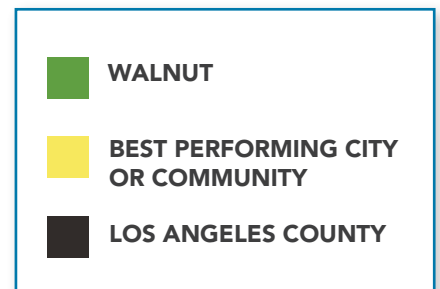 WALNUT
BEST PERFORMING CITY
OR COMMUNITY
LOS ANGELES COUNTY